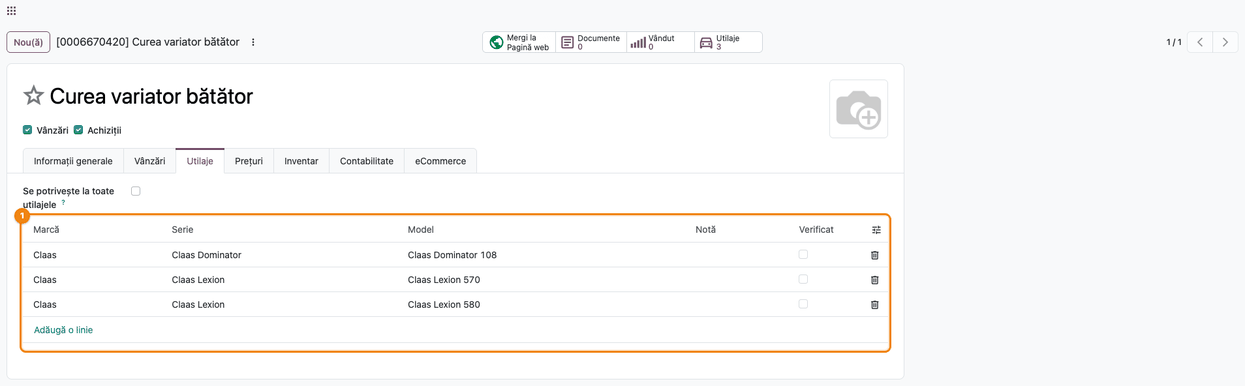 Nou(ă) [0006670420] Curea variator bătător
Mergi la
Pagină web
Documente
0
Vândut
0
Utilaje
3
1 / 1
Curea variator bătător
Vânzări Achiziții
Informații generale Vânzări Utilaje Prețuri Inventar Contabilitate eCommerce
Se potrivește la toate
utilajele ?
1
Marcă Serie Model Notă Verificat
Claas Claas Dominator Claas Dominator 108
Claas Claas Lexion Claas Lexion 570
Claas Claas Lexion Claas Lexion 580
Adăugă o linie